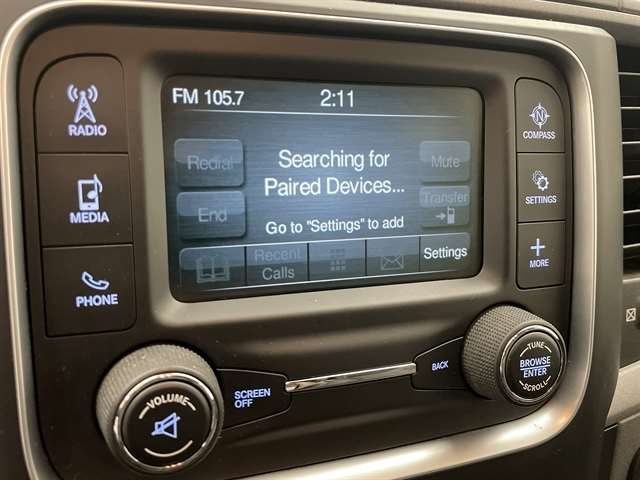 FM 105.7
2:11
Redial
Searching for
Paired Devices...
Mute
End
Go to "Settings" to add
Transfer
Recent
Calls
Settings
RADIO
MEDIA
PHONE
N
COMPASS
SETTINGS
+
MORE
VOLUME
SCREEN
OFF
BACK
TUNE
BROWSE
ENTER
SCROLL